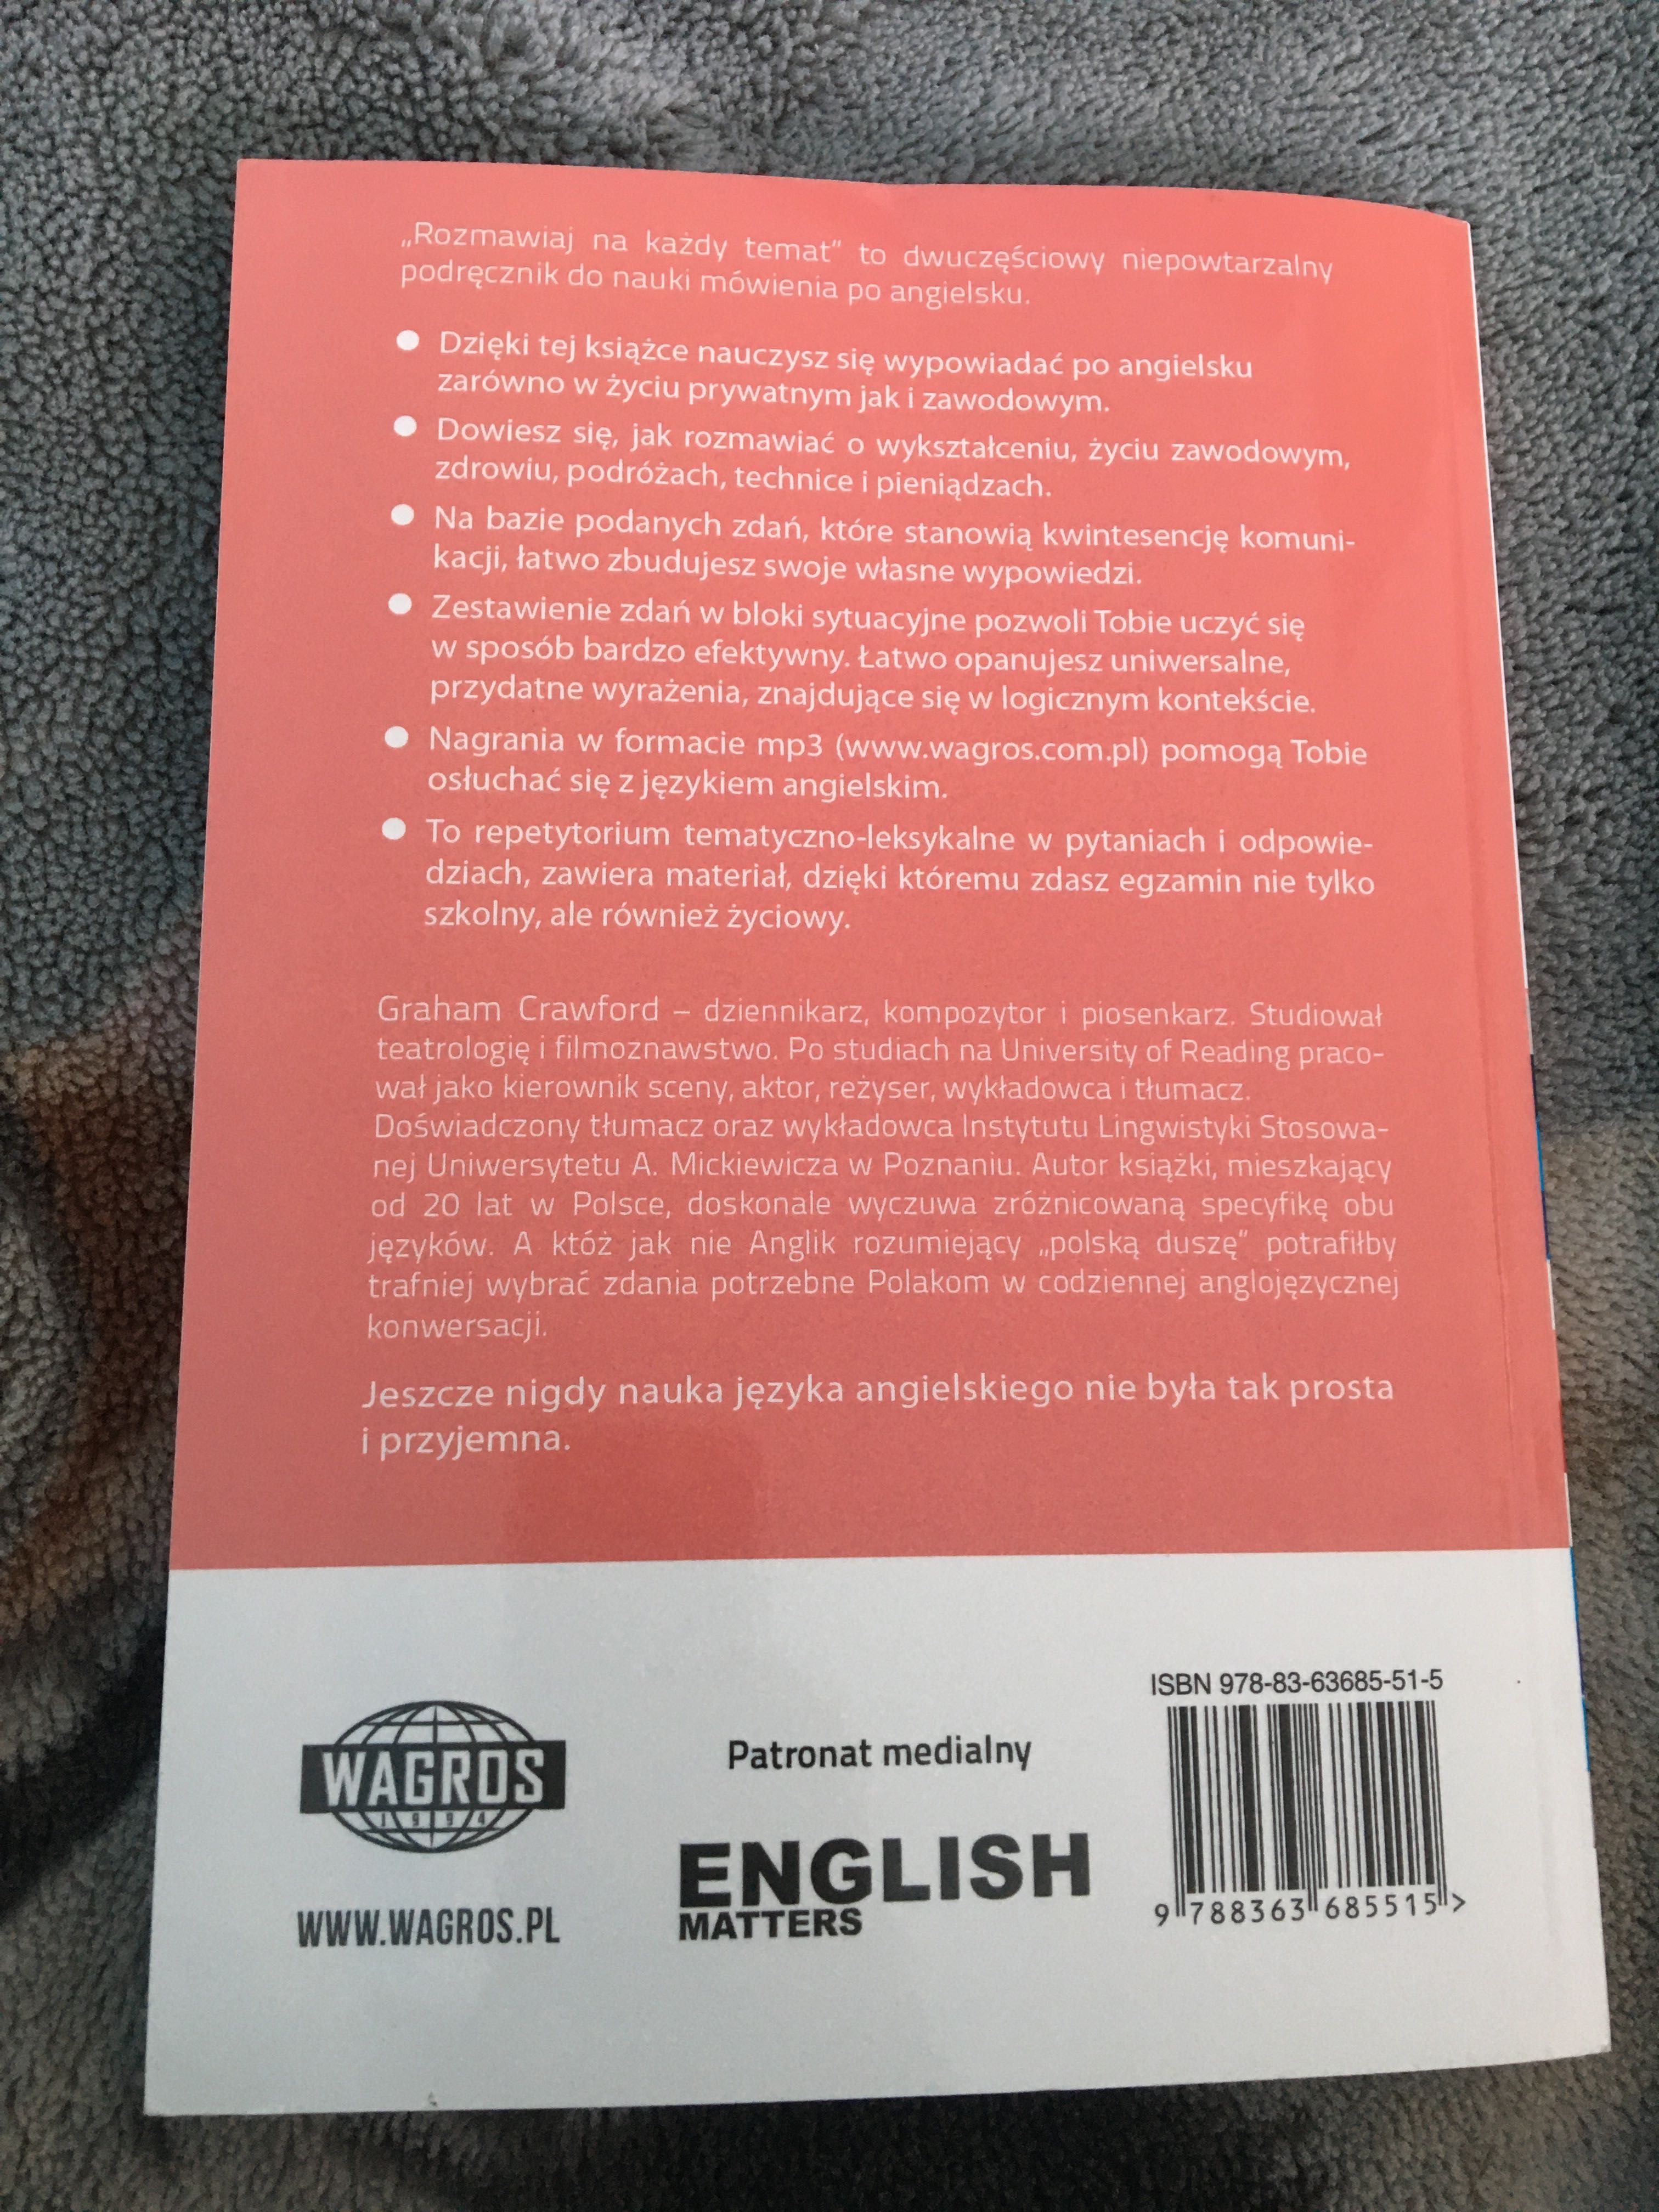 „Rozmawiaj na każdy temat" to dwuczęściowy niepowtarzalny
podręcznik do nauki mówienia po angielsku.
● Dzięki tej książce nauczysz się wypowiadać po angielsku
zarówno w życiu prywatnym jak i zawodowym.
● Dowiesz się, jak rozmawiać o wykształceniu, życiu zawodowym,
zdrowiu, podróżach, technice i pieniądzach.
● Na bazie podanych zdań, które stanowią kwintesencję komuni-
kacji, łatwo zbudujesz swoje własne wypowiedzi.
● Zestawienie zdań w bloki sytuacyjne pozwoli Tobie uczyć się
w sposób bardzo efektywny. Łatwo opanujesz uniwersalne,
przydatne wyrażenia, znajdujące się w logicznym kontekście.
● Nagrania w formacie mp3 (www.wagros.com.pl) pomogą Tobie
osłuchać się z językiem angielskim.
● To repetytorium tematyczno-leksykalne w pytaniach i odpowie-
dziach, zawiera materiał, dzięki któremu zdasz egzamin nie tylko
szkolny, ale również życiowy.
Graham Crawford – dziennikarz, kompozytor i piosenkarz. Studiował
teatrologię i filmoznawstwo. Po studiach na University of Reading praco-
wał jako kierownik sceny, aktor, reżyser, wykładowca i tłumacz.
Doświadczony tłumacz oraz wykładowca Instytutu Lingwistyki Stosowa-
nej Uniwersytetu A. Mickiewicza w Poznaniu. Autor książki, mieszkający
od 20 lat w Polsce, doskonale wyczuwa zróżnicowaną specyfikę obu
języków. A któż jak nie Anglik rozumiejący „polską duszę" potrafiłby
trafniej wybrać zdania potrzebne Polakom w codziennej anglojęzycznej
konwersacji.
Jeszcze nigdy nauka języka angielskiego nie była tak prosta
i przyjemna.
WAGROS
1994
WWW.WAGROS.PL
Patronat medialny
ENGLISH
MATTERS
ISBN 978-83-63685-51-5
9 788363 685515 >